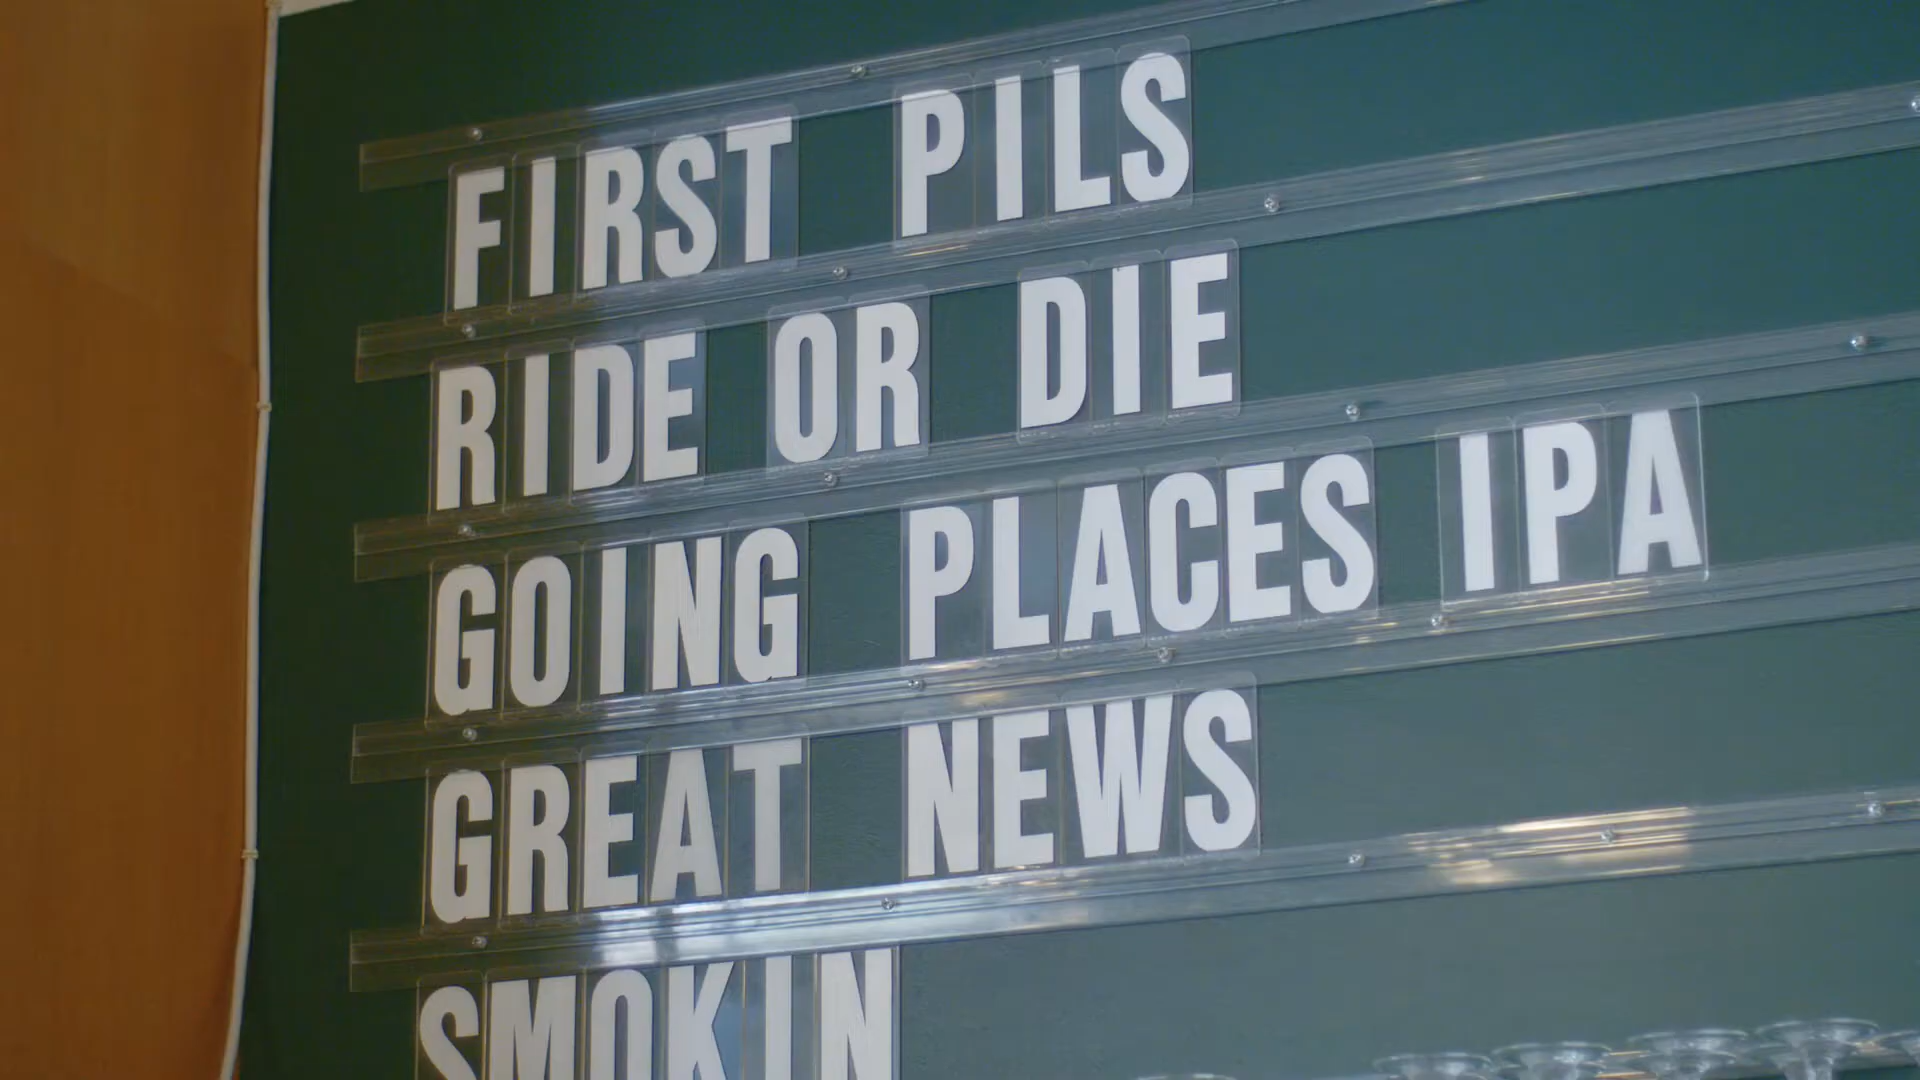 FIRST PILS
RIDE OR DIE
GOING PLACES IPA
GREAT NEWS
SMOKIN